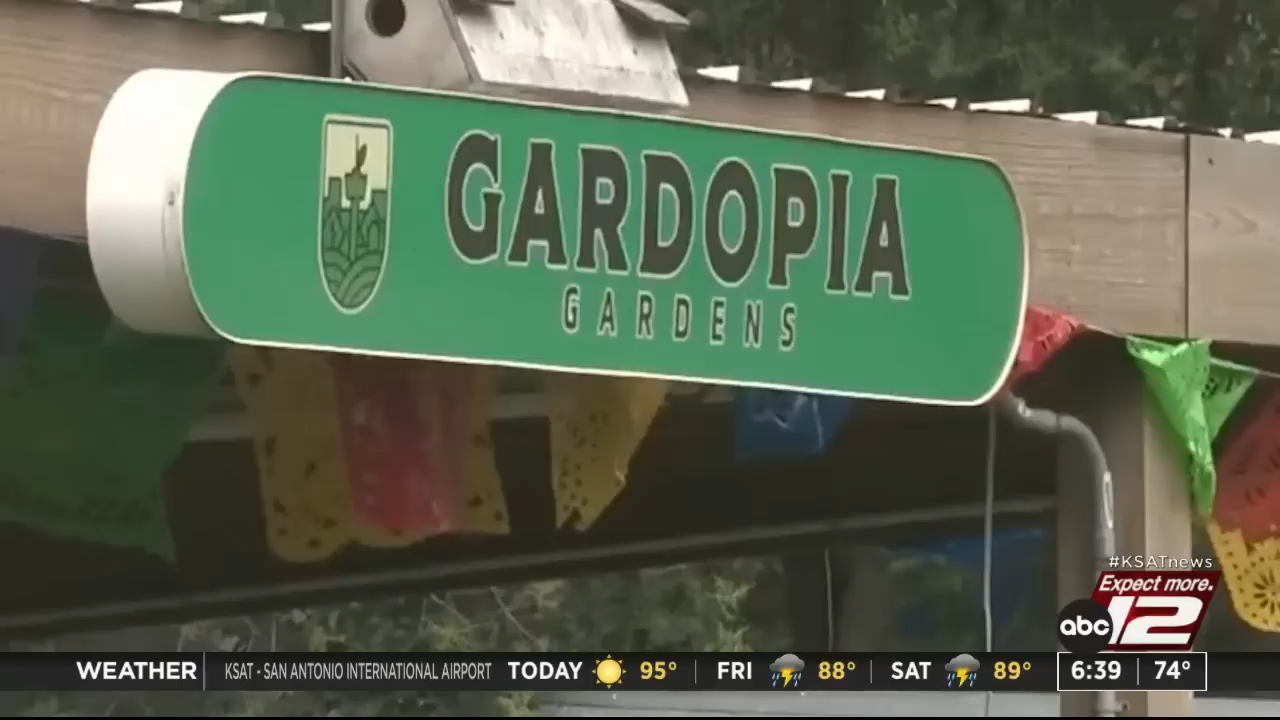 GARDOPIA
GARDENS
#KSATnews
Expect more.
abc 12
WEATHER KSAT - SAN ANTONIO INTERNATIONAL AIRPORT TODAY 95° FRI 88° SAT 89° 6:39 74°